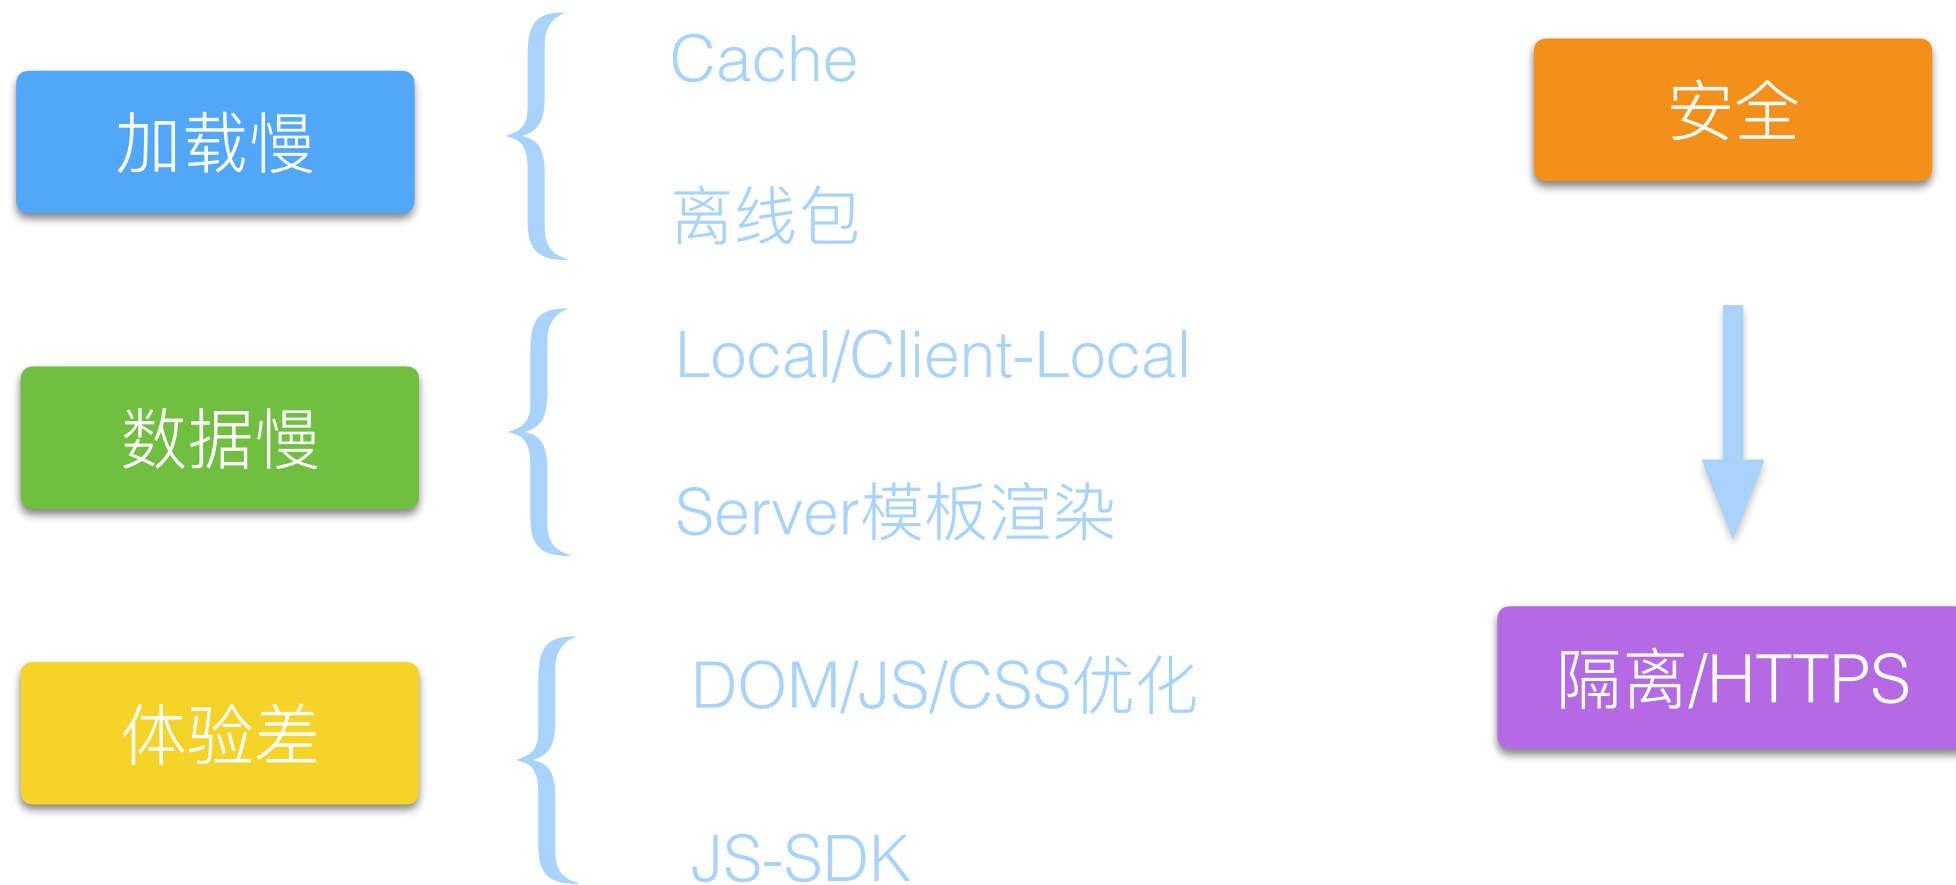 加载慢
Cache
离线包
数据慢
Local/Client-Local
Server模板渲染
体验差
DOM/JS/CSS优化
JS-SDK
安全
隔离/HTTPS